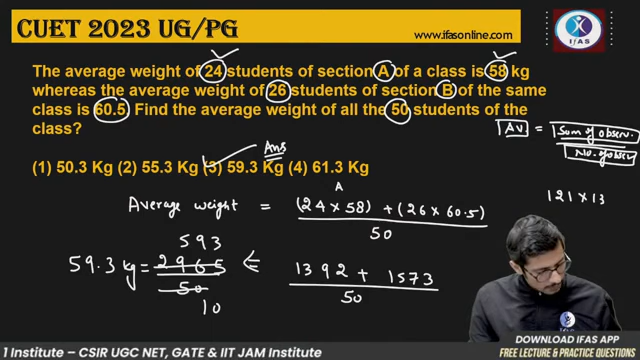 CUET 2023 UG/PG
www.ifasonline.com
IFAS
The average weight of 24 students of section A of a class is 58 kg
whereas the average weight of 26 students of section B of the same
class is 60.5 Find the average weight of all the 50 students of the
class?
AV = Sum of observ / No. of observ
Ans
(1) 50.3 Kg (2) 55.3 Kg (3) 59.3 Kg (4) 61.3 Kg
121 × 13
A
Average weight = (24 × 58) + (26 × 60.5)
50
593
59.3 kg = 2965 ⇐ 1392 + 1573
50 50
10
DOWNLOAD IFAS APP
1 Institute – CSIR UGC NET, GATE & IIT JAM Institute
FREE LECTURE & PRACTICE QUESTIONS